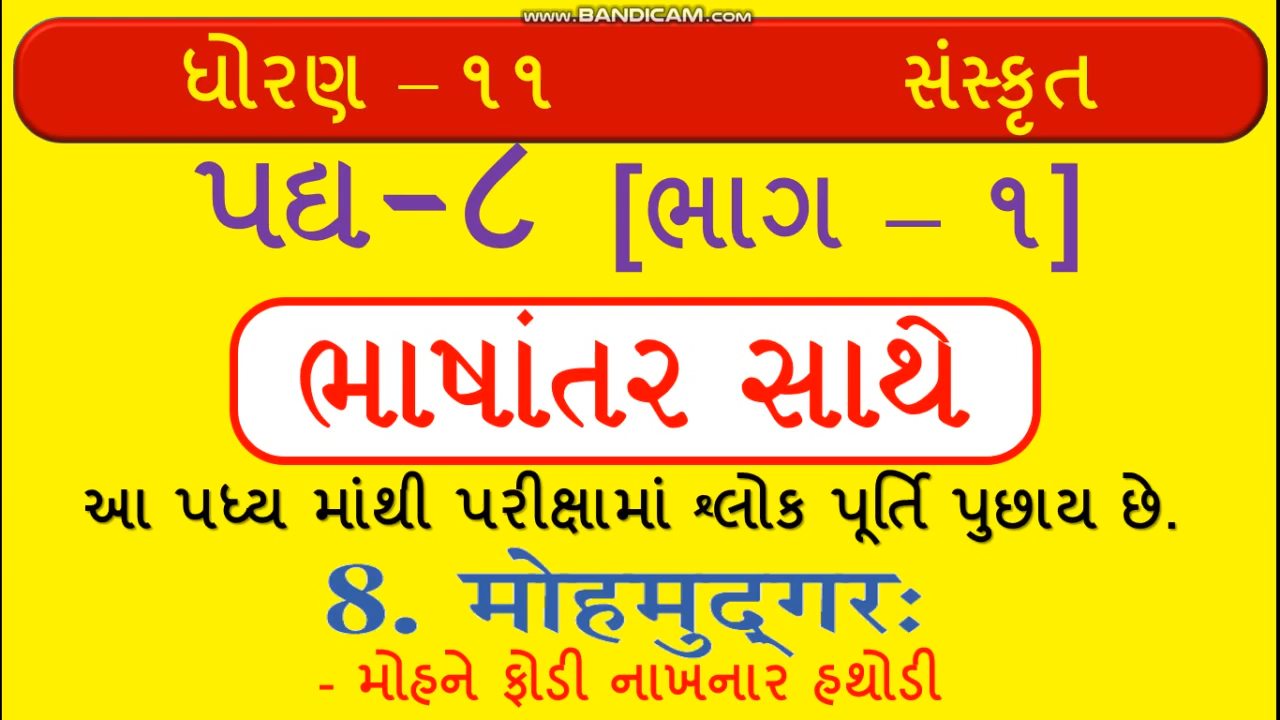 www.BANDICAM.com
ધોરણ – ૧૧ સંસ્કૃત
પદ્ય-૮ [ભાગ – ૧]
ભાષાંતર સાથે
આ પધ્ય માંથી પરીક્ષામાં શ્લોક પૂર્તિ પુછાય છે.
8. मोहमुद्‌गरः
- મોહને ફોડી નાખનાર હથોડી